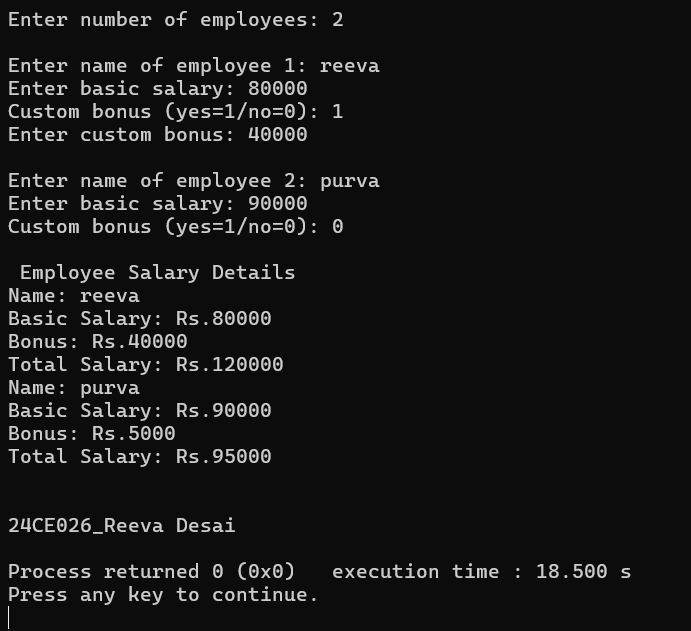 Enter number of employees: 2
Enter name of employee 1: reeva
Enter basic salary: 80000
Custom bonus (yes=1/no=0): 1
Enter custom bonus: 40000
Enter name of employee 2: purva
Enter basic salary: 90000
Custom bonus (yes=1/no=0): 0
Employee Salary Details
Name: reeva
Basic Salary: Rs.80000
Bonus: Rs.40000
Total Salary: Rs.120000
Name: purva
Basic Salary: Rs.90000
Bonus: Rs.5000
Total Salary: Rs.95000
24CE026_Reeva Desai
Process returned 0 (0x0)   execution time : 18.500 s
Press any key to continue.